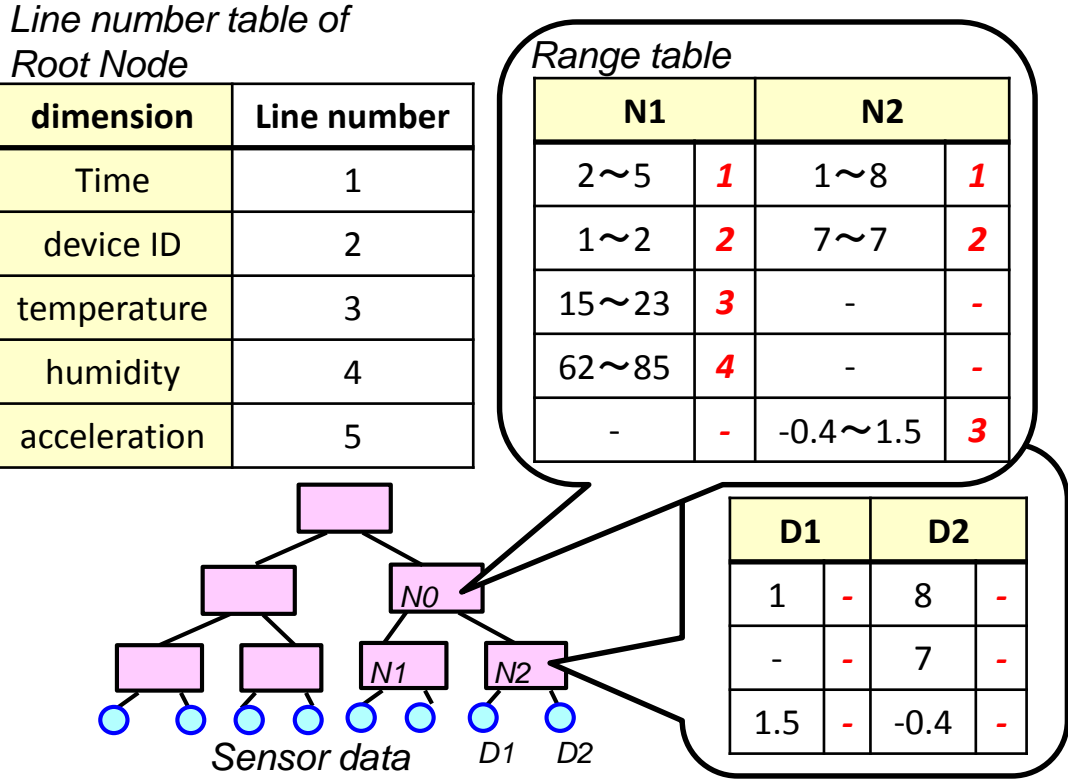 Line number table of
Root Node
dimension Line number
Time 1
device ID 2
temperature 3
humidity 4
acceleration 5
Range table
N1 N2
2～5 1 1～8 1
1～2 2 7～7 2
15～23 3 - -
62～85 4 - -
- - -0.4～1.5 3
N0
N1 N2
Sensor data D1 D2
D1 D2
1 - 8 -
- - 7 -
1.5 - -0.4 -